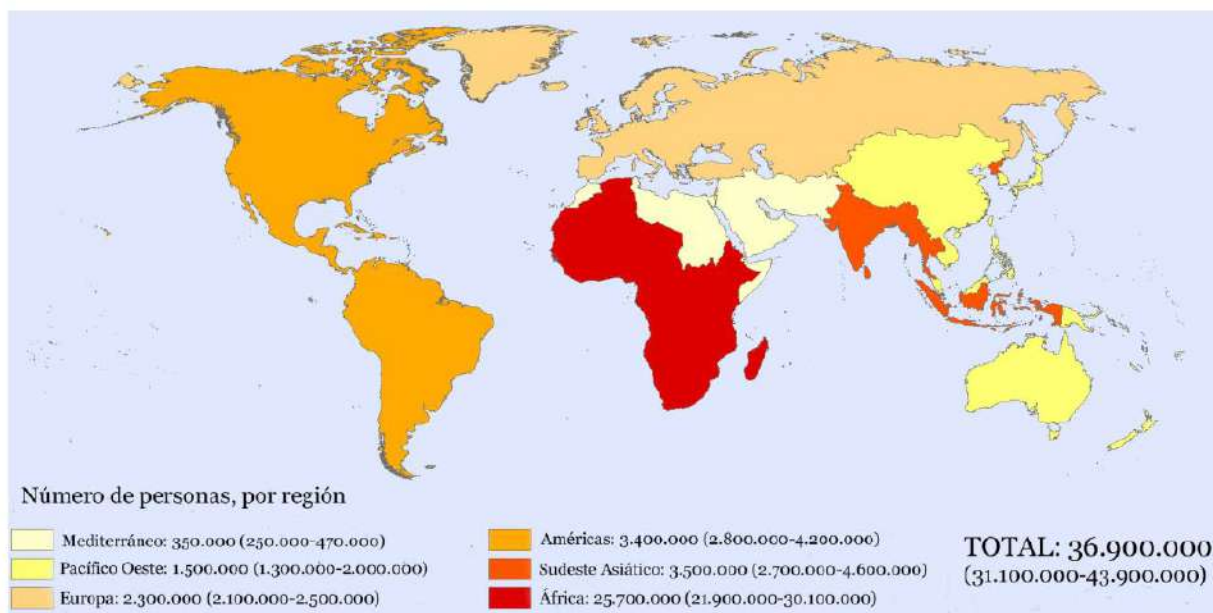 Número de personas, por región
Mediterráneo: 350.000 (250.000-470.000)
Pacífico Oeste: 1.500.000 (1.300.000-2.000.000)
Europa: 2.300.000 (2.100.000-2.500.000)
Américas: 3.400.000 (2.800.000-4.200.000)
Sudeste Asiático: 3.500.000 (2.700.000-4.600.000)
África: 25.700.000 (21.900.000-30.100.000)
TOTAL: 36.900.000
(31.100.000-43.900.000)